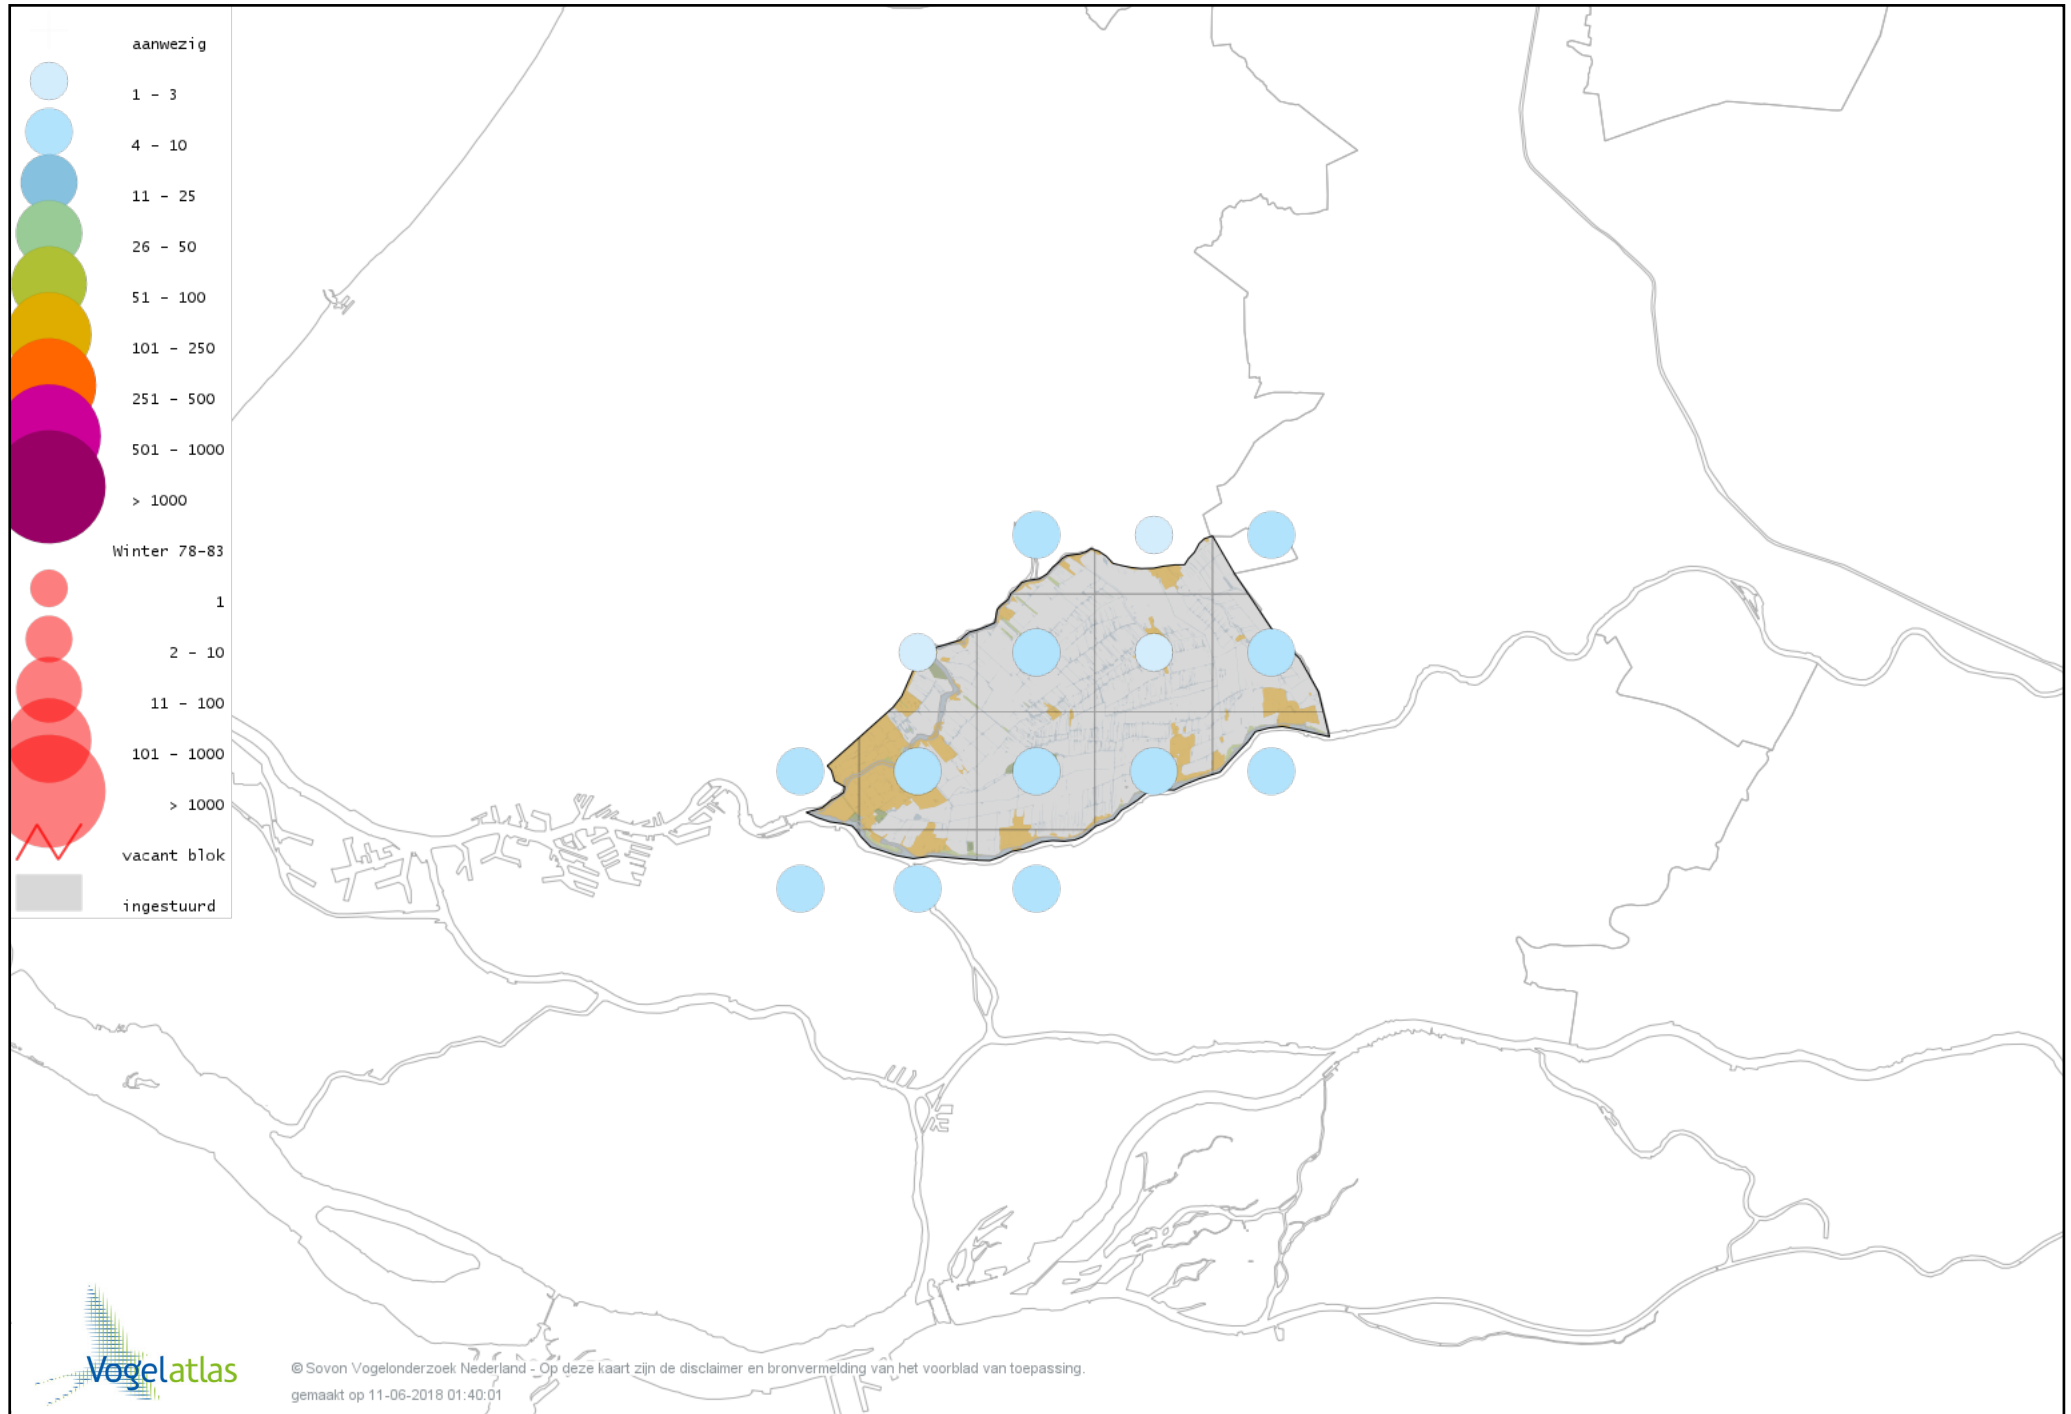 aanwezig
1 - 3
4 - 10
11 - 25
26 - 50
51 - 100
101 - 250
251 - 500
501 - 1000
> 1000
Winter 78-83
1
2 - 10
11 - 100
101 - 1000
> 1000
vacant blok
ingestuurd
Vogelatlas
© Sovon Vogelonderzoek Nederland - Op deze kaart zijn de disclaimer en bronvermelding van het voorblad van toepassing.
gemaakt op 11-06-2018 01:40:01